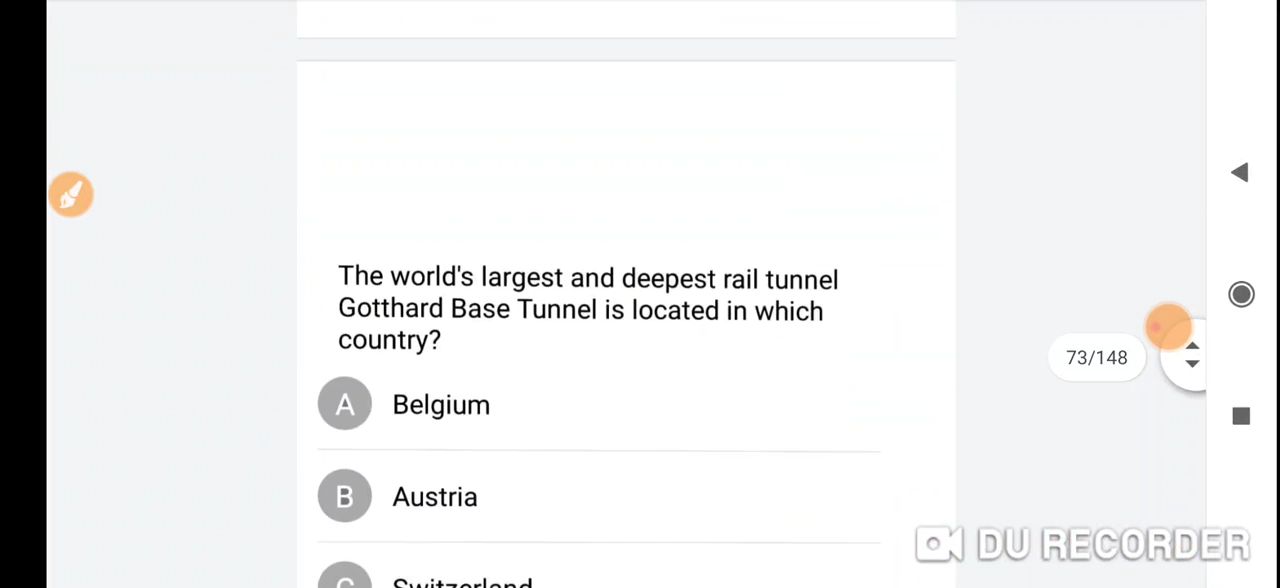 The world's largest and deepest rail tunnel
Gotthard Base Tunnel is located in which
country?
A Belgium
B Austria
C Switzerland
73/148
DU RECORDER